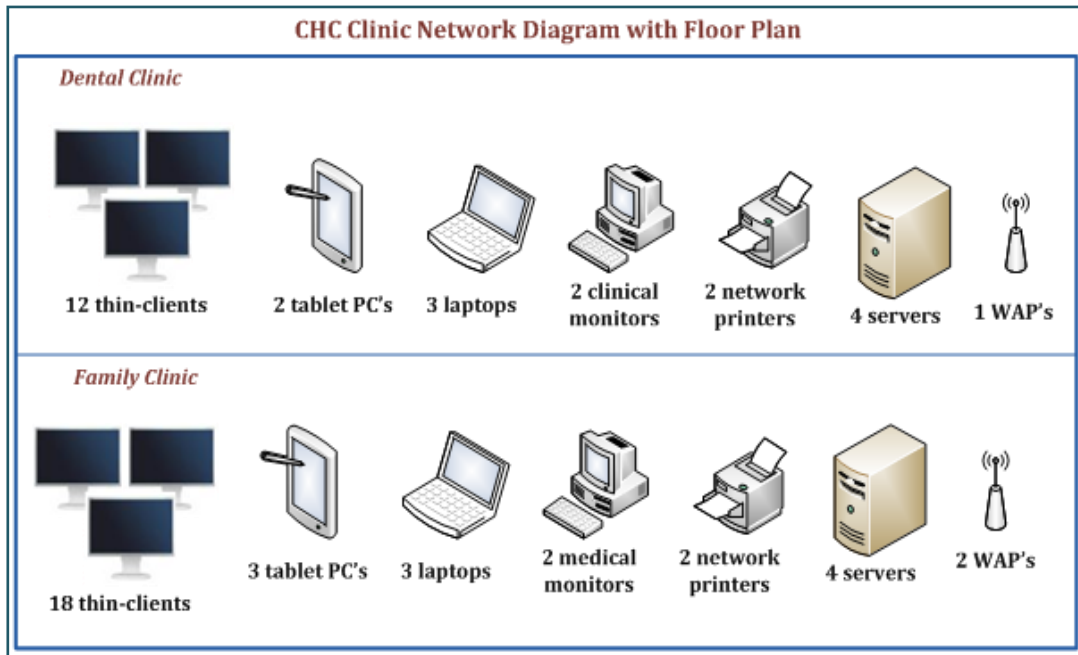 CHC Clinic Network Diagram with Floor Plan
Dental Clinic
12 thin-clients
2 tablet PC's
3 laptops
2 clinical
monitors
2 network
printers
4 servers
1 WAP's
Family Clinic
18 thin-clients
3 tablet PC's
3 laptops
2 medical
monitors
2 network
printers
4 servers
2 WAP's